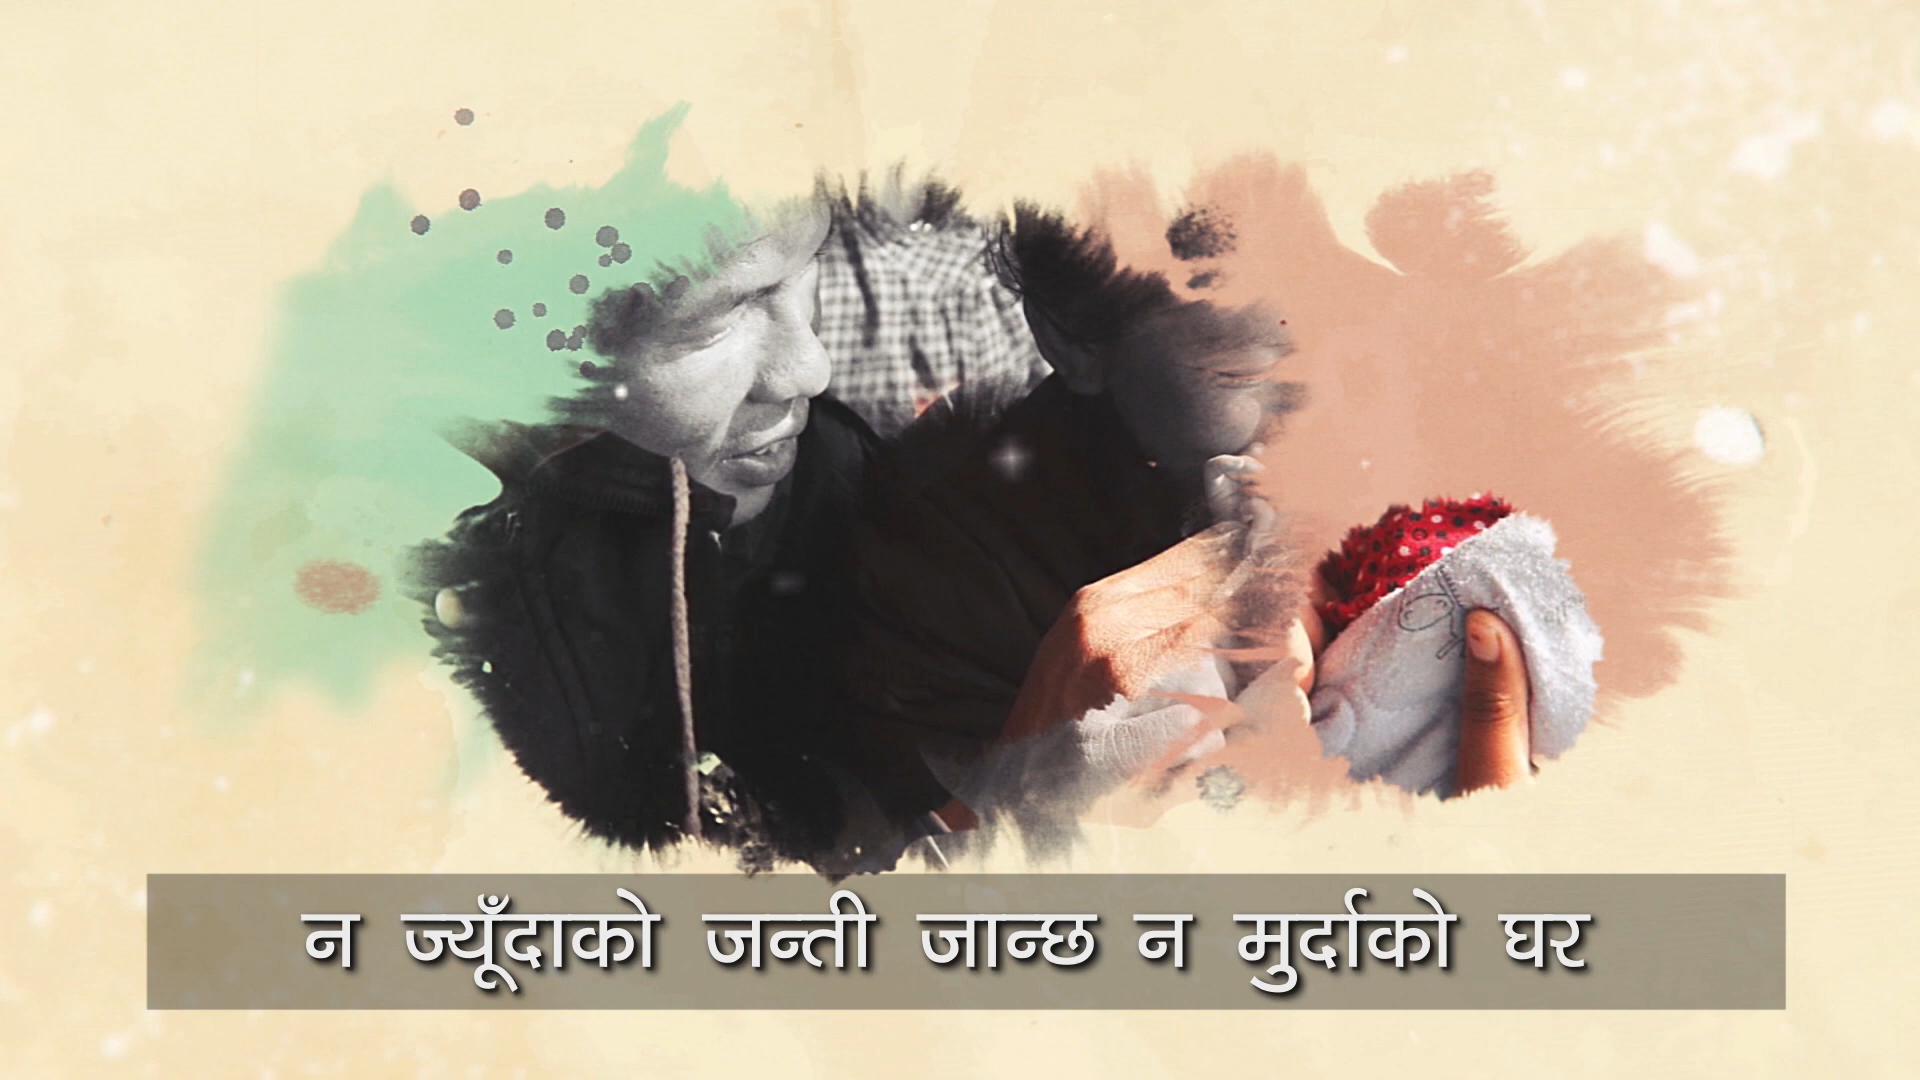 न ज्यूँदाको जन्ती जान्छ न मुर्दाको घर